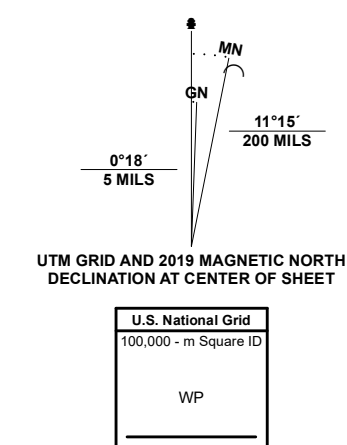 MN
GN
11°15´
200 MILS
0°18´
5 MILS
UTM GRID AND 2019 MAGNETIC NORTH
DECLINATION AT CENTER OF SHEET
U.S. National Grid
100,000 - m Square ID
WP